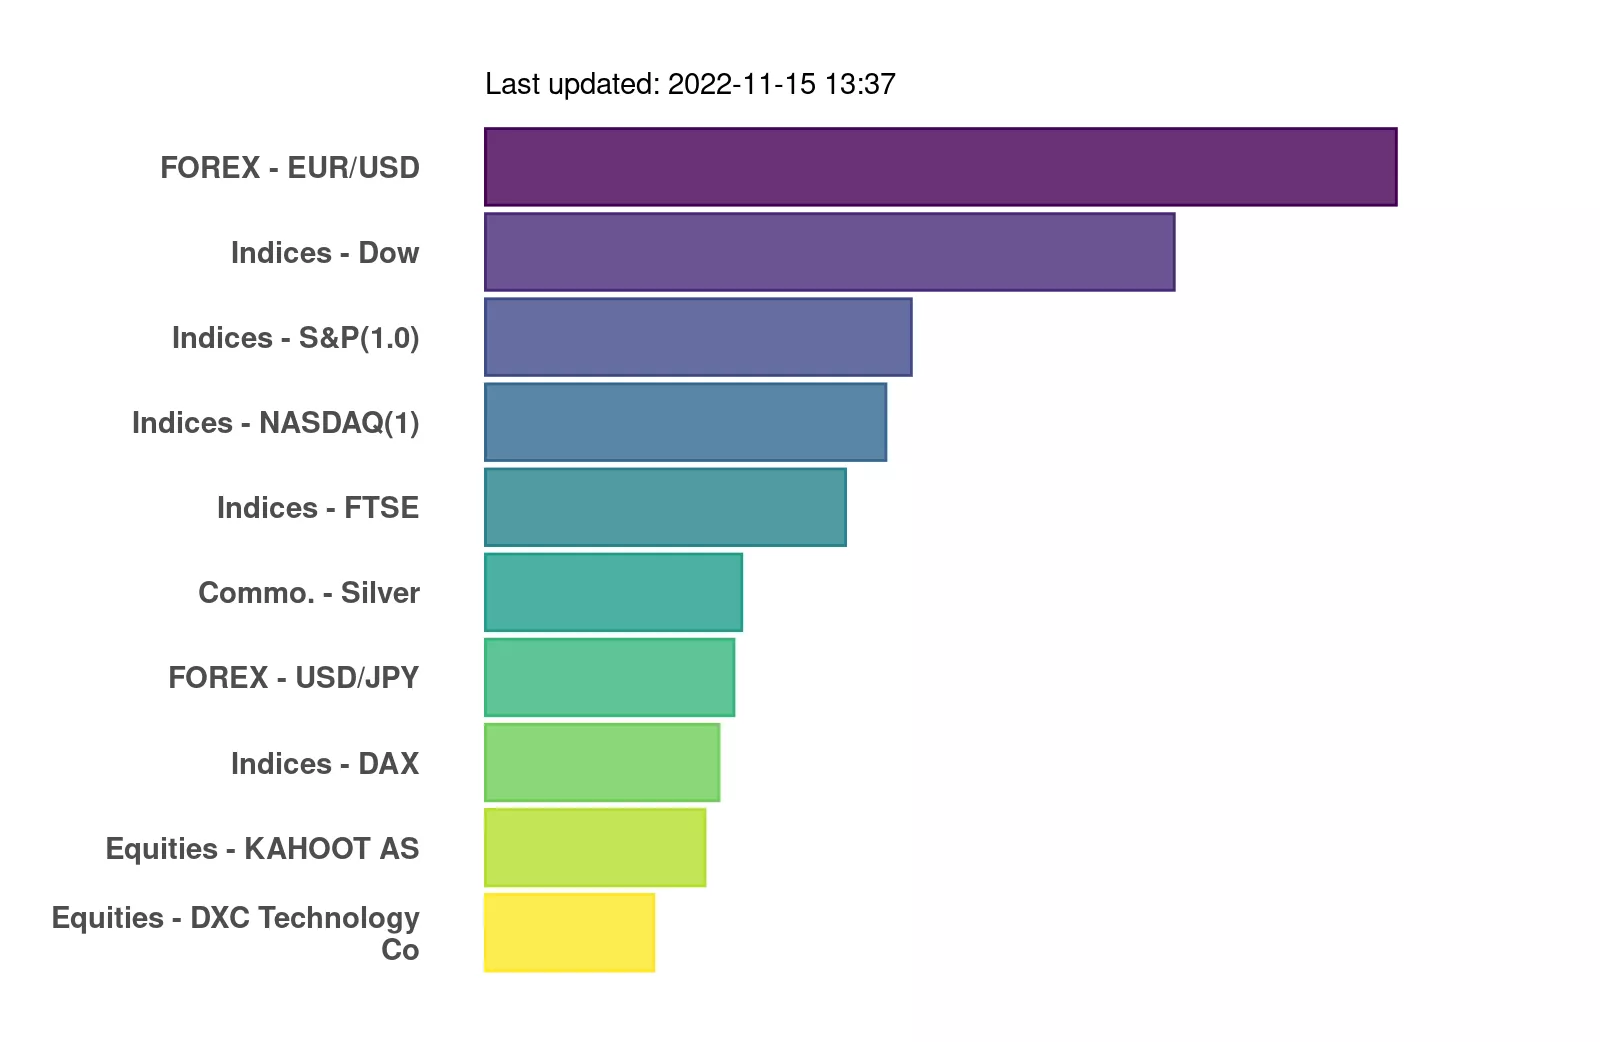 Last updated: 2022-11-15 13:37
FOREX - EUR/USD
Indices - Dow
Indices - S&P(1.0)
Indices - NASDAQ(1)
Indices - FTSE
Commo. - Silver
FOREX - USD/JPY
Indices - DAX
Equities - KAHOOT AS
Equities - DXC Technology
Co